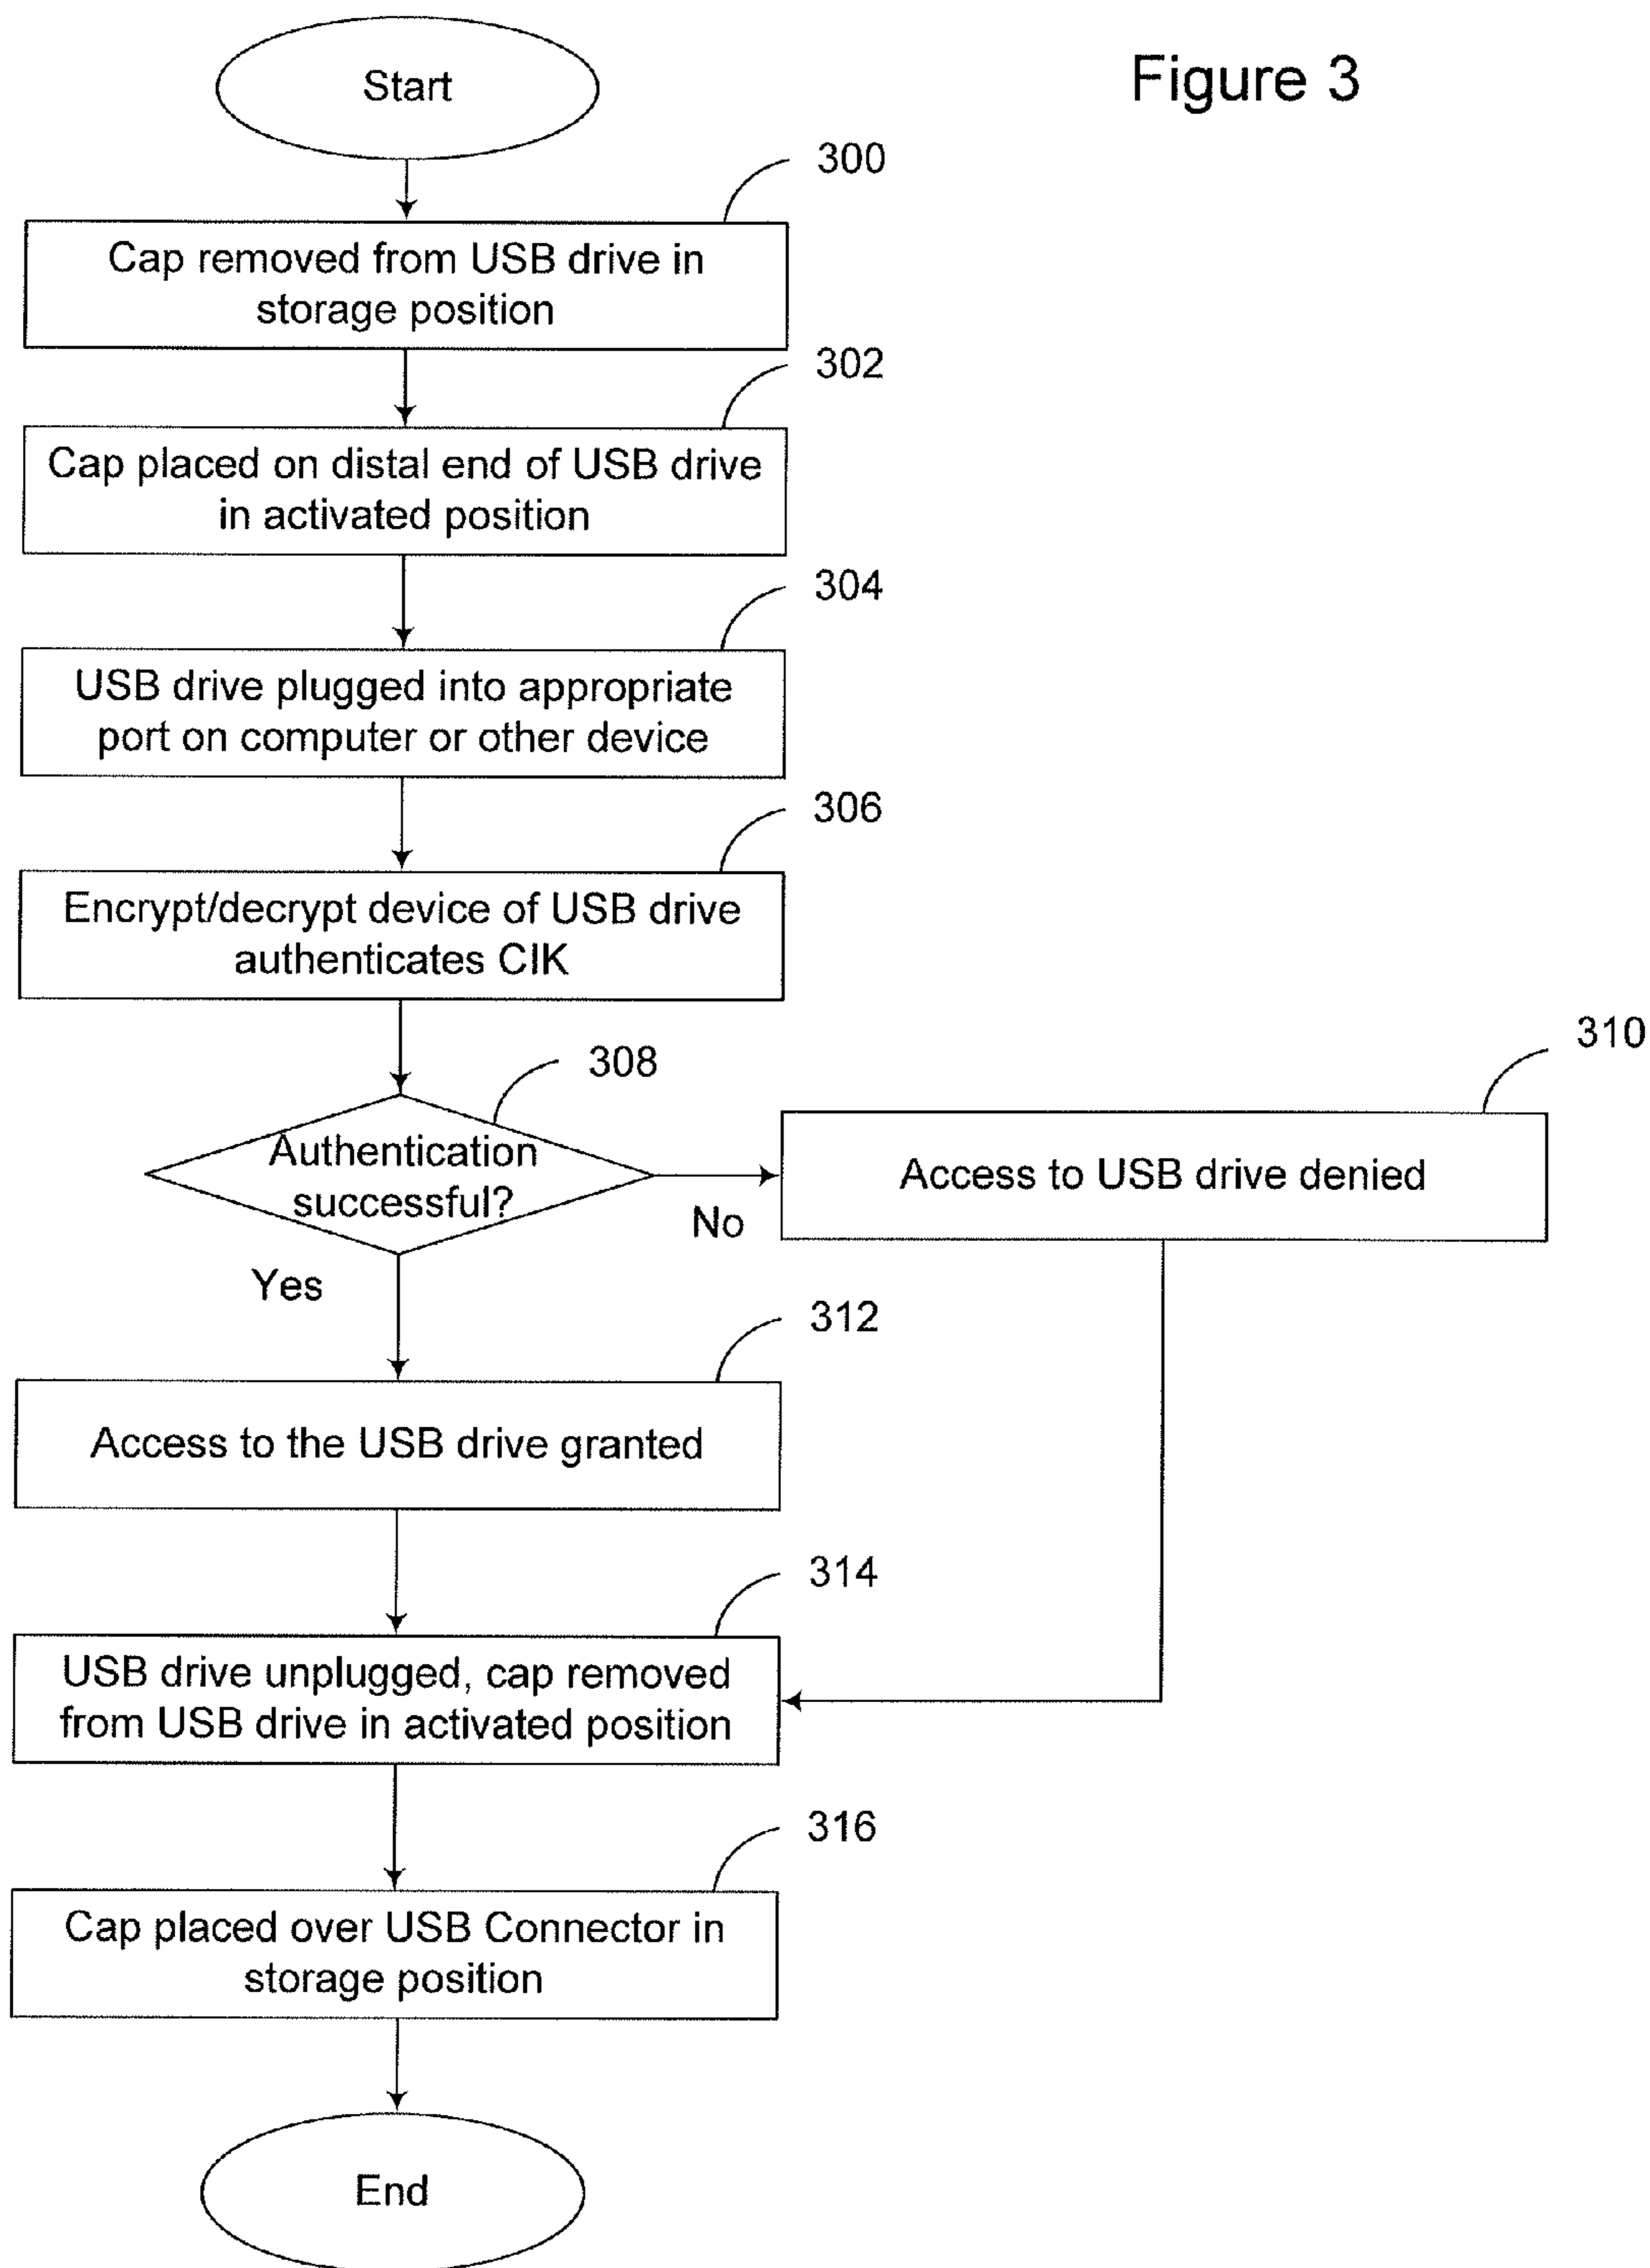 Figure 3
Start
300
Cap removed from USB drive in
storage position
302
Cap placed on distal end of USB drive
in activated position
304
USB drive plugged into appropriate
port on computer or other device
306
Encrypt/decrypt device of USB drive
authenticates CIK
308
Authentication
successful?
310
Access to USB drive denied
No
Yes
312
Access to the USB drive granted
314
USB drive unplugged, cap removed
from USB drive in activated position
316
Cap placed over USB Connector in
storage position
End